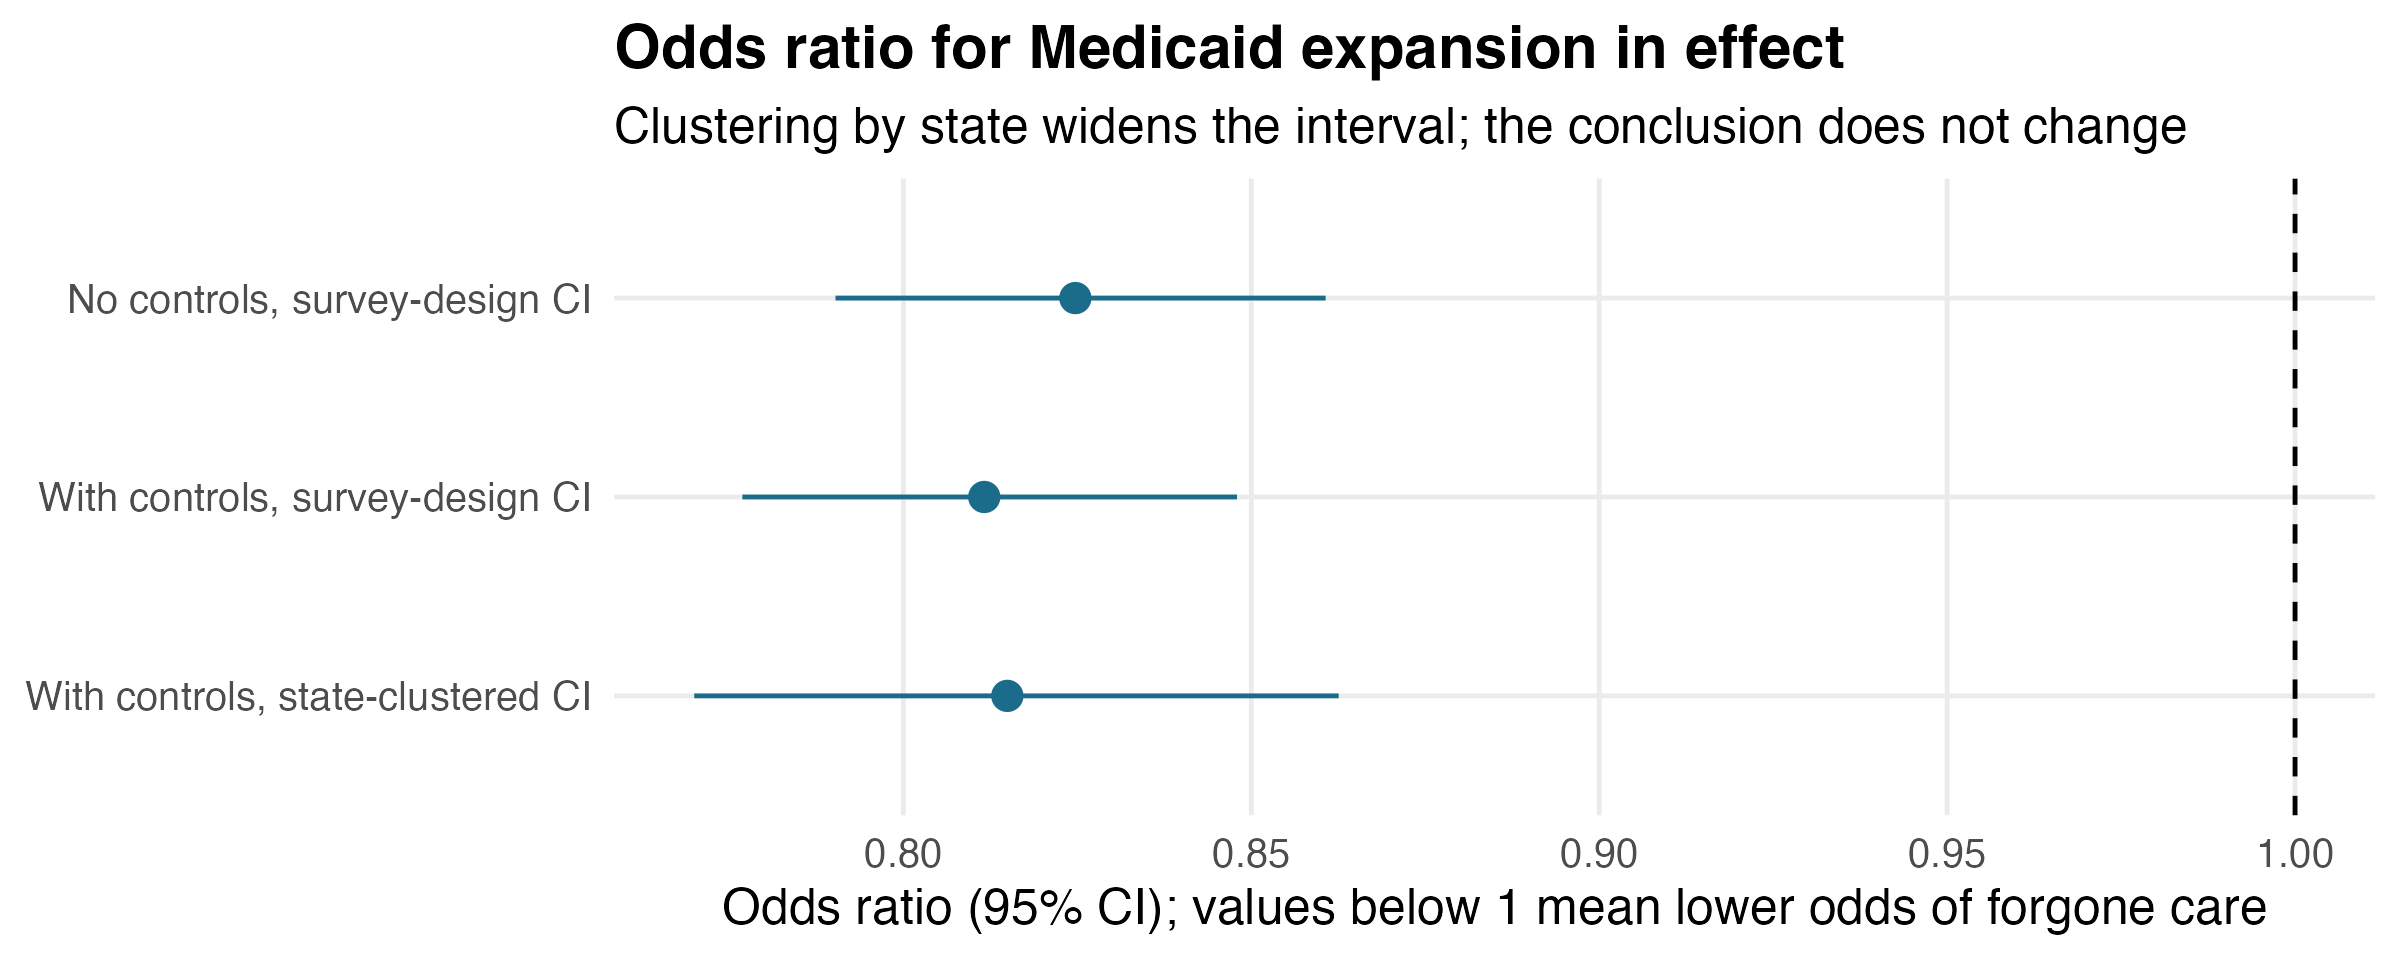 Odds ratio for Medicaid expansion in effect
Clustering by state widens the interval; the conclusion does not change
No controls, survey-design CI
With controls, survey-design CI
With controls, state-clustered CI
0.80 0.85 0.90 0.95 1.00
Odds ratio (95% CI); values below 1 mean lower odds of forgone care